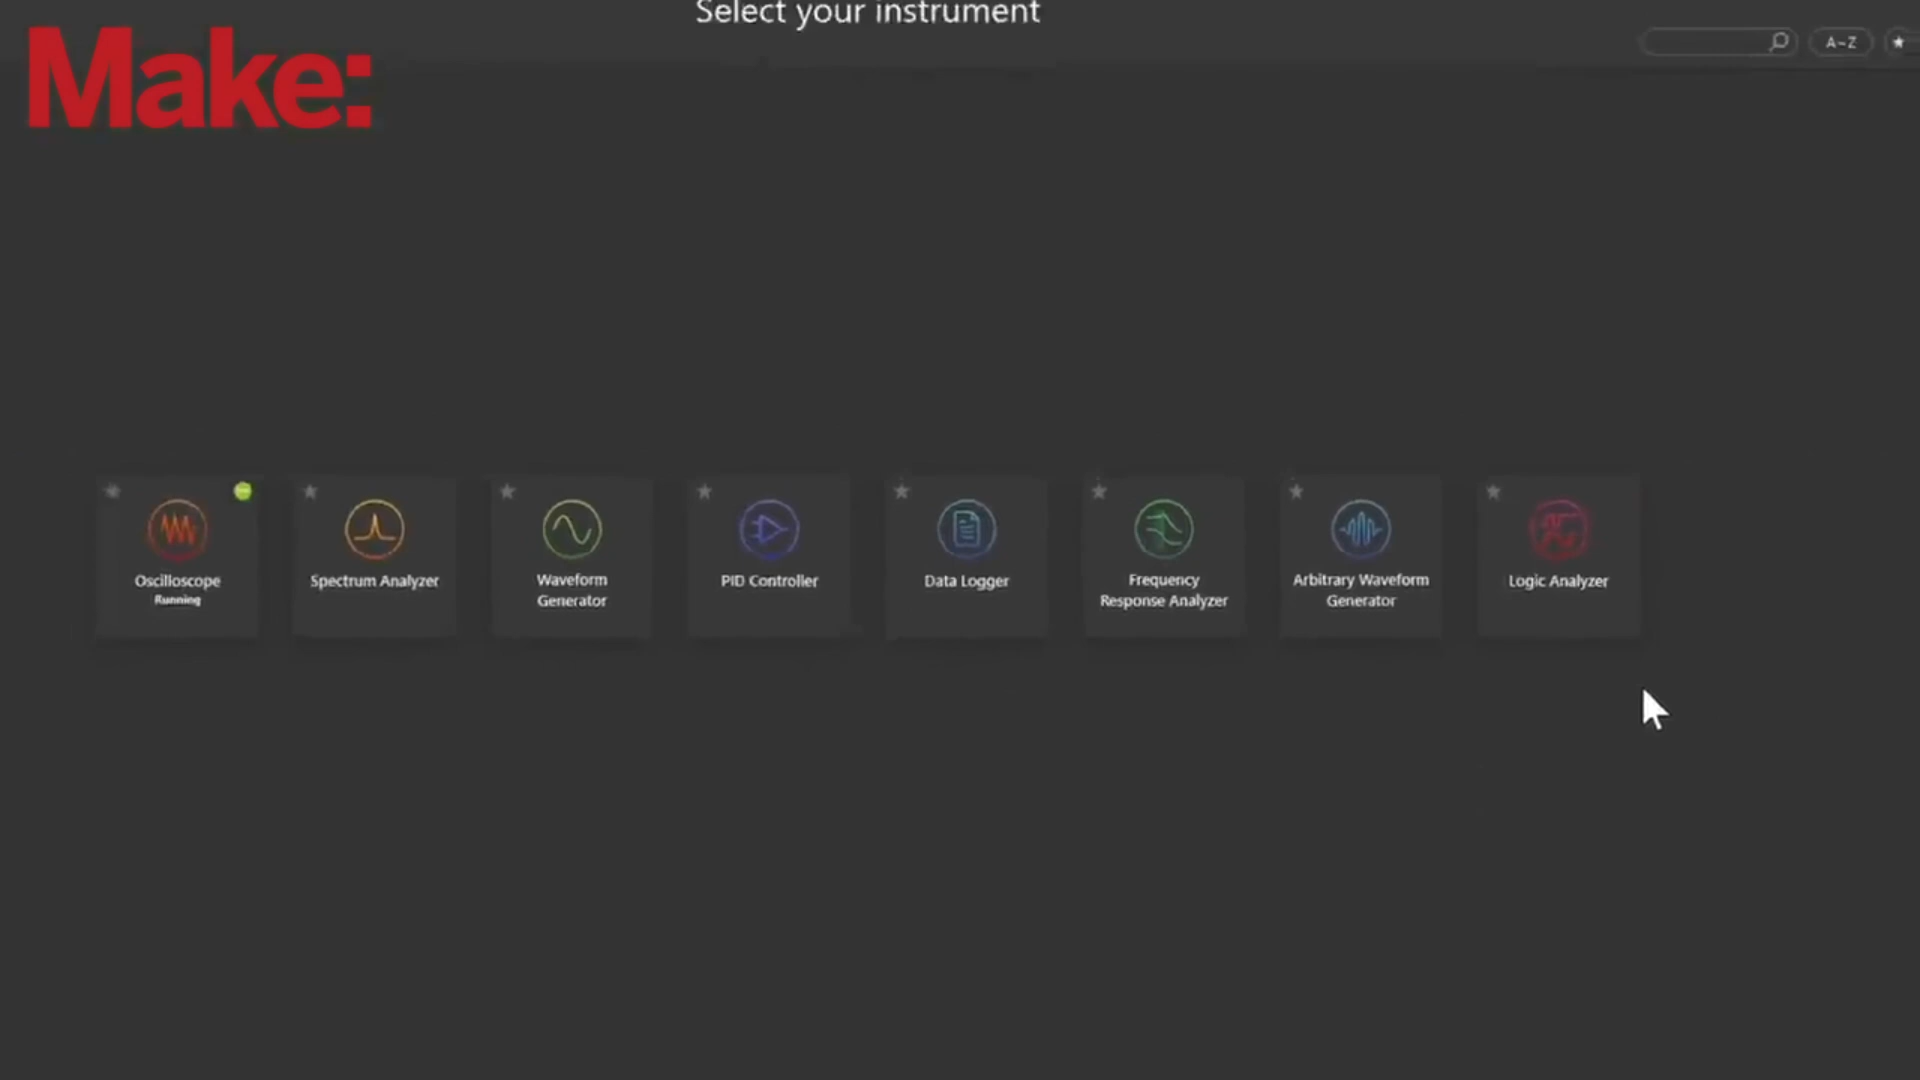 Select your instrument
Make:
A-Z
Oscilloscope
Running
Spectrum Analyzer
Waveform
Generator
PID Controller
Data Logger
Frequency
Response Analyzer
Arbitrary Waveform
Generator
Logic Analyzer